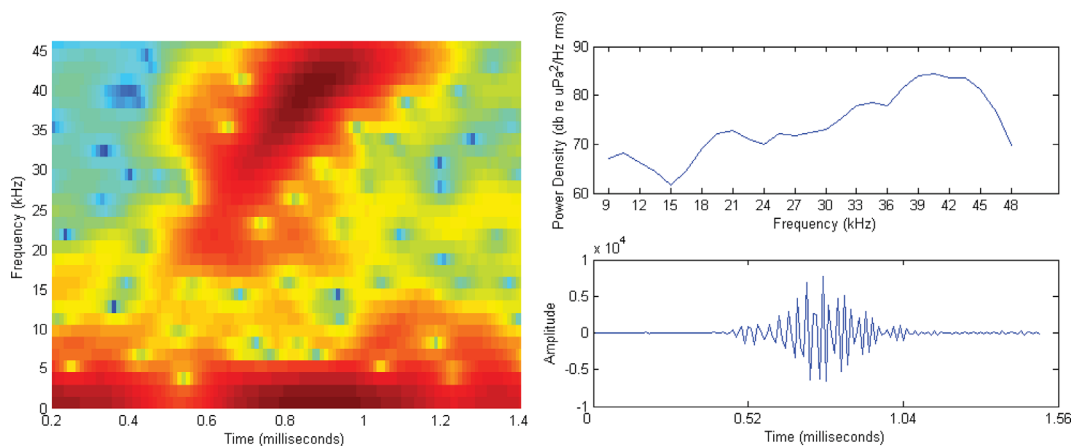 45
40
35
30
25
20
15
10
5
0
Frequency (kHz)
0.2 0.4 0.6 0.8 1 1.2 1.4
Time (milliseconds)
90
80
70
60
Power Density (db re uPa²/Hz rms)
9 12 15 18 21 24 27 30 33 36 39 42 45 48
Frequency (kHz)
x 10⁴
1
0.5
0
-0.5
-1
Amplitude
0 0.52 1.04 1.56
Time (milliseconds)